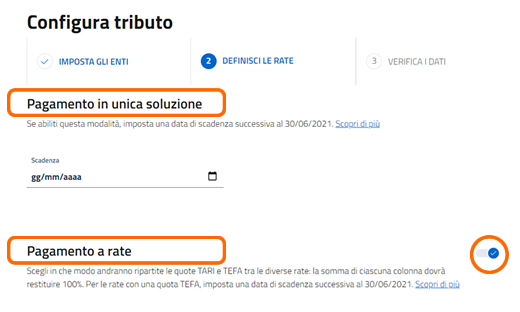 Configura tributo
IMPOSTA GLI ENTI
2 DEFINISCI LE RATE
3 VERIFICA I DATI
Pagamento in unica soluzione
Se abiliti questa modalità, imposta una data di scadenza successiva al 30/06/2021. Scopri di più
Scadenza
gg/mm/aaaa
Pagamento a rate
Scegli in che modo andranno ripartite le quote TARI e TEFA tra le diverse rate: la somma di ciascuna colonna dovrà
restituire 100%. Per le rate con una quota TEFA, imposta una data di scadenza successiva al 30/06/2021. Scopri di più